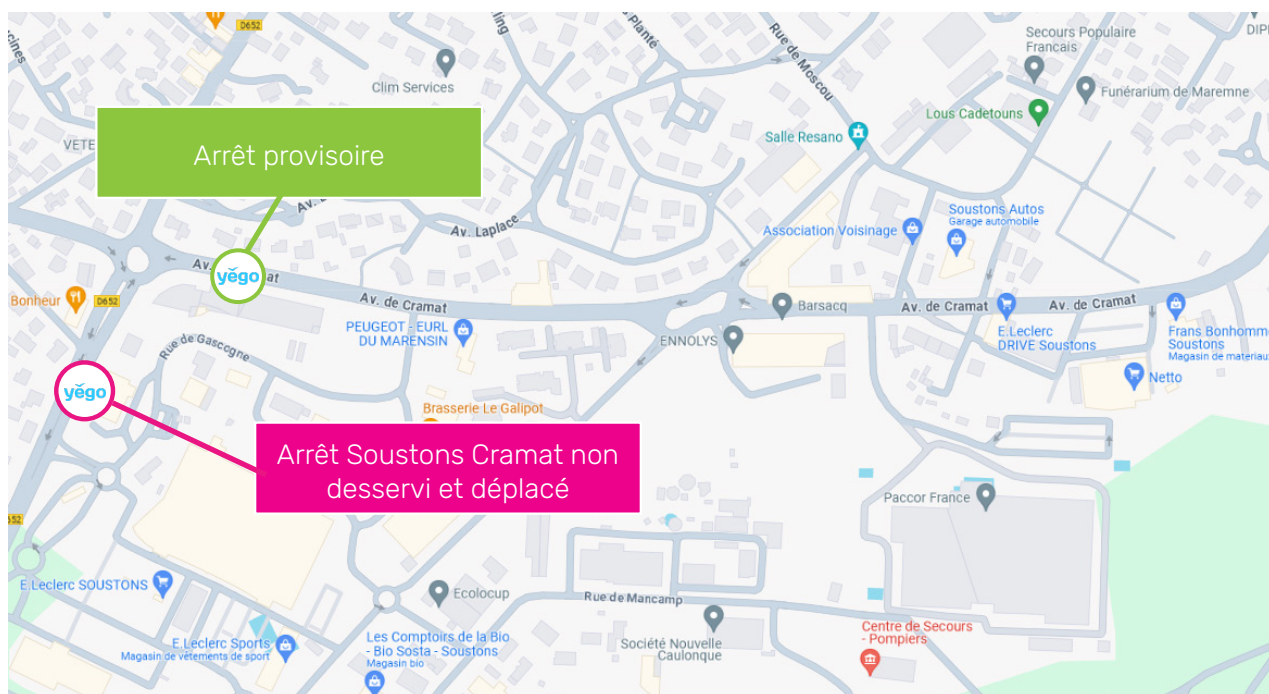 D652
Secours Populaire
Français
Clim Services
Funérarium de Maremne
Rue de Moscou
Lous Cadetouns
Salle Resano
Arrêt provisoire
Av. Laplace
Soustons Autos
Garage automobile
Association Voisinage
yĕgo
Bonheur
D652
Av. de Cramat
Barsacq
Av. de Cramat
Av. de Cramat
PEUGEOT - EURL
DU MARENSIN
ENNOLYS
E.Leclerc
DRIVE Soustons
Frans Bonhomme
Soustons
Magasin de matériaux
Rue de Gascogne
Netto
yĕgo
Brasserie Le Galipot
Arrêt Soustons Cramat non
desservi et déplacé
Paccor France
E.Leclerc SOUSTONS
Ecolocup
Rue de Mancamp
Centre de Secours
- Pompiers
E.Leclerc Sports
Magasin de vêtements de sport
Les Comptoirs de la Bio
- Bio Sosta - Soustons
Magasin bio
Société Nouvelle
Caulonque